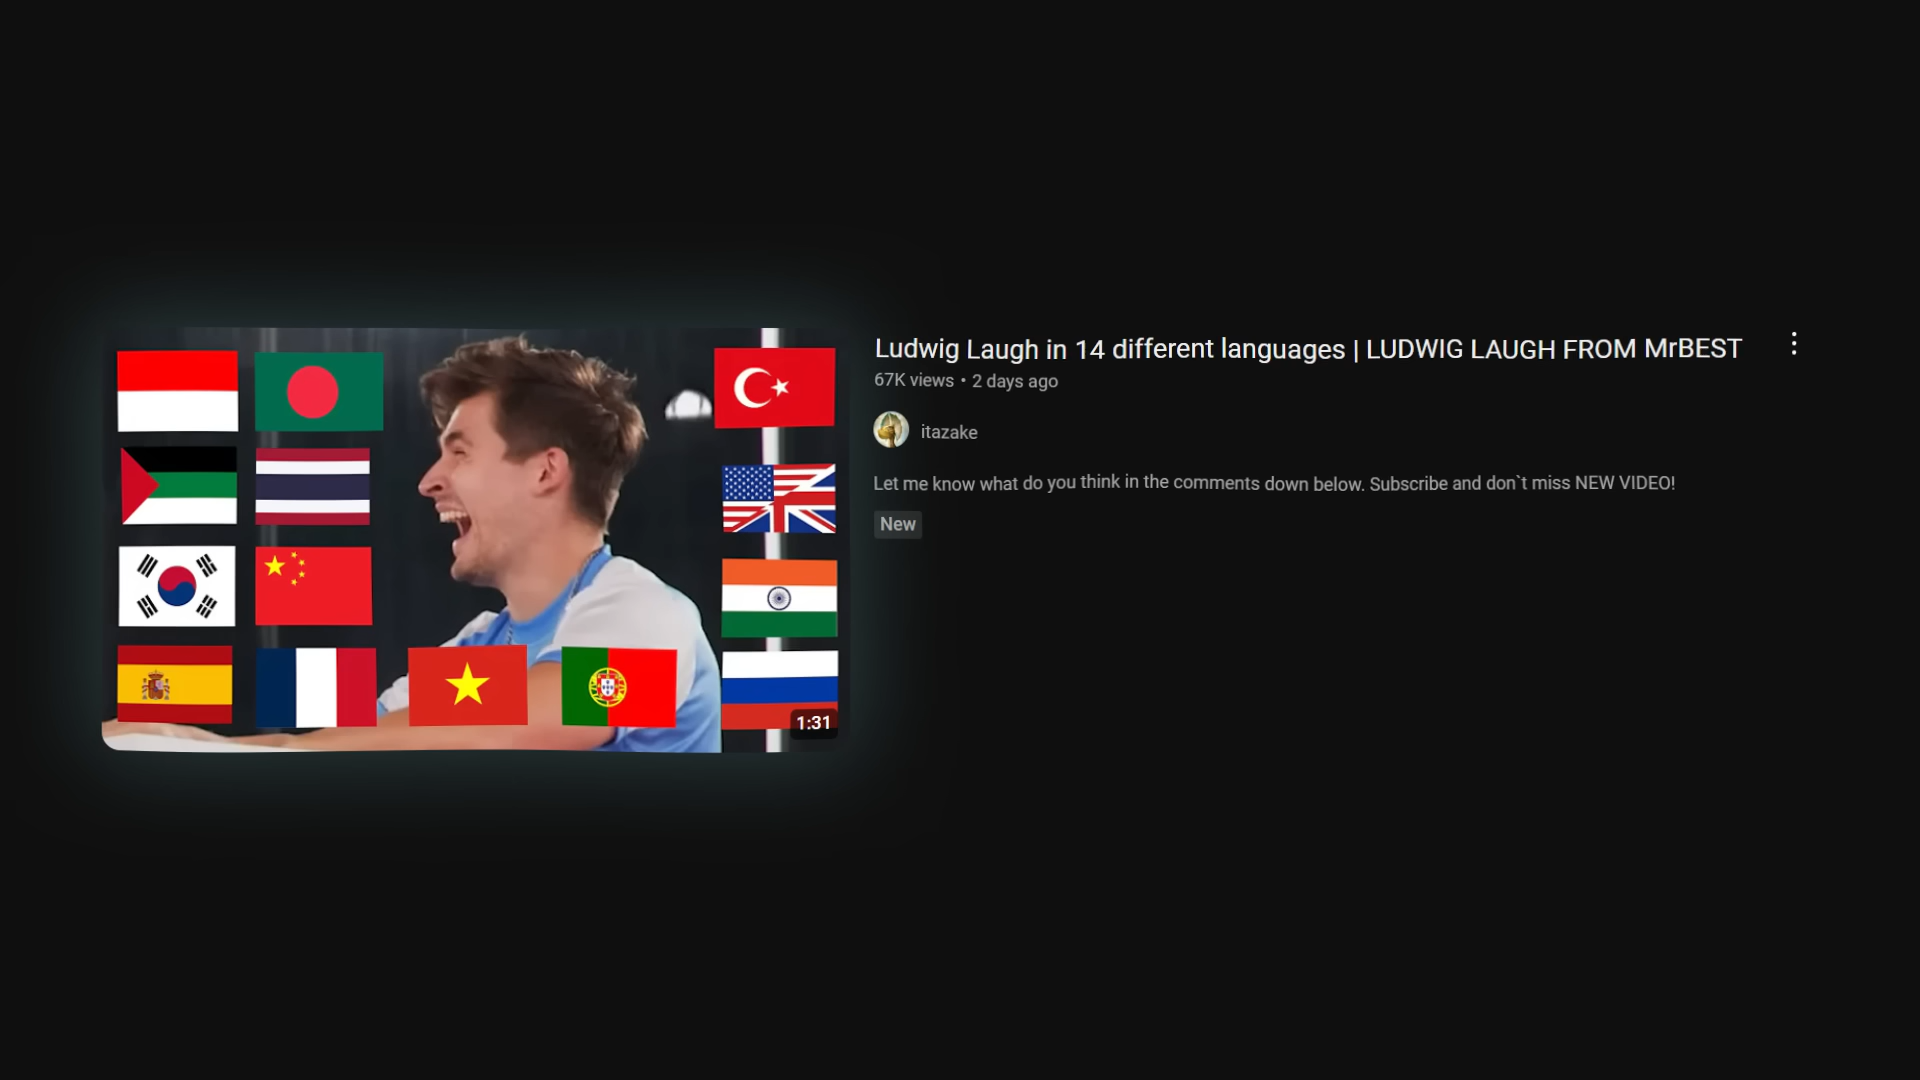 Ludwig Laugh in 14 different languages | LUDWIG LAUGH FROM MrBEST
67K views • 2 days ago
itazake
Let me know what do you think in the comments down below. Subscribe and don`t miss NEW VIDEO!
New
1:31